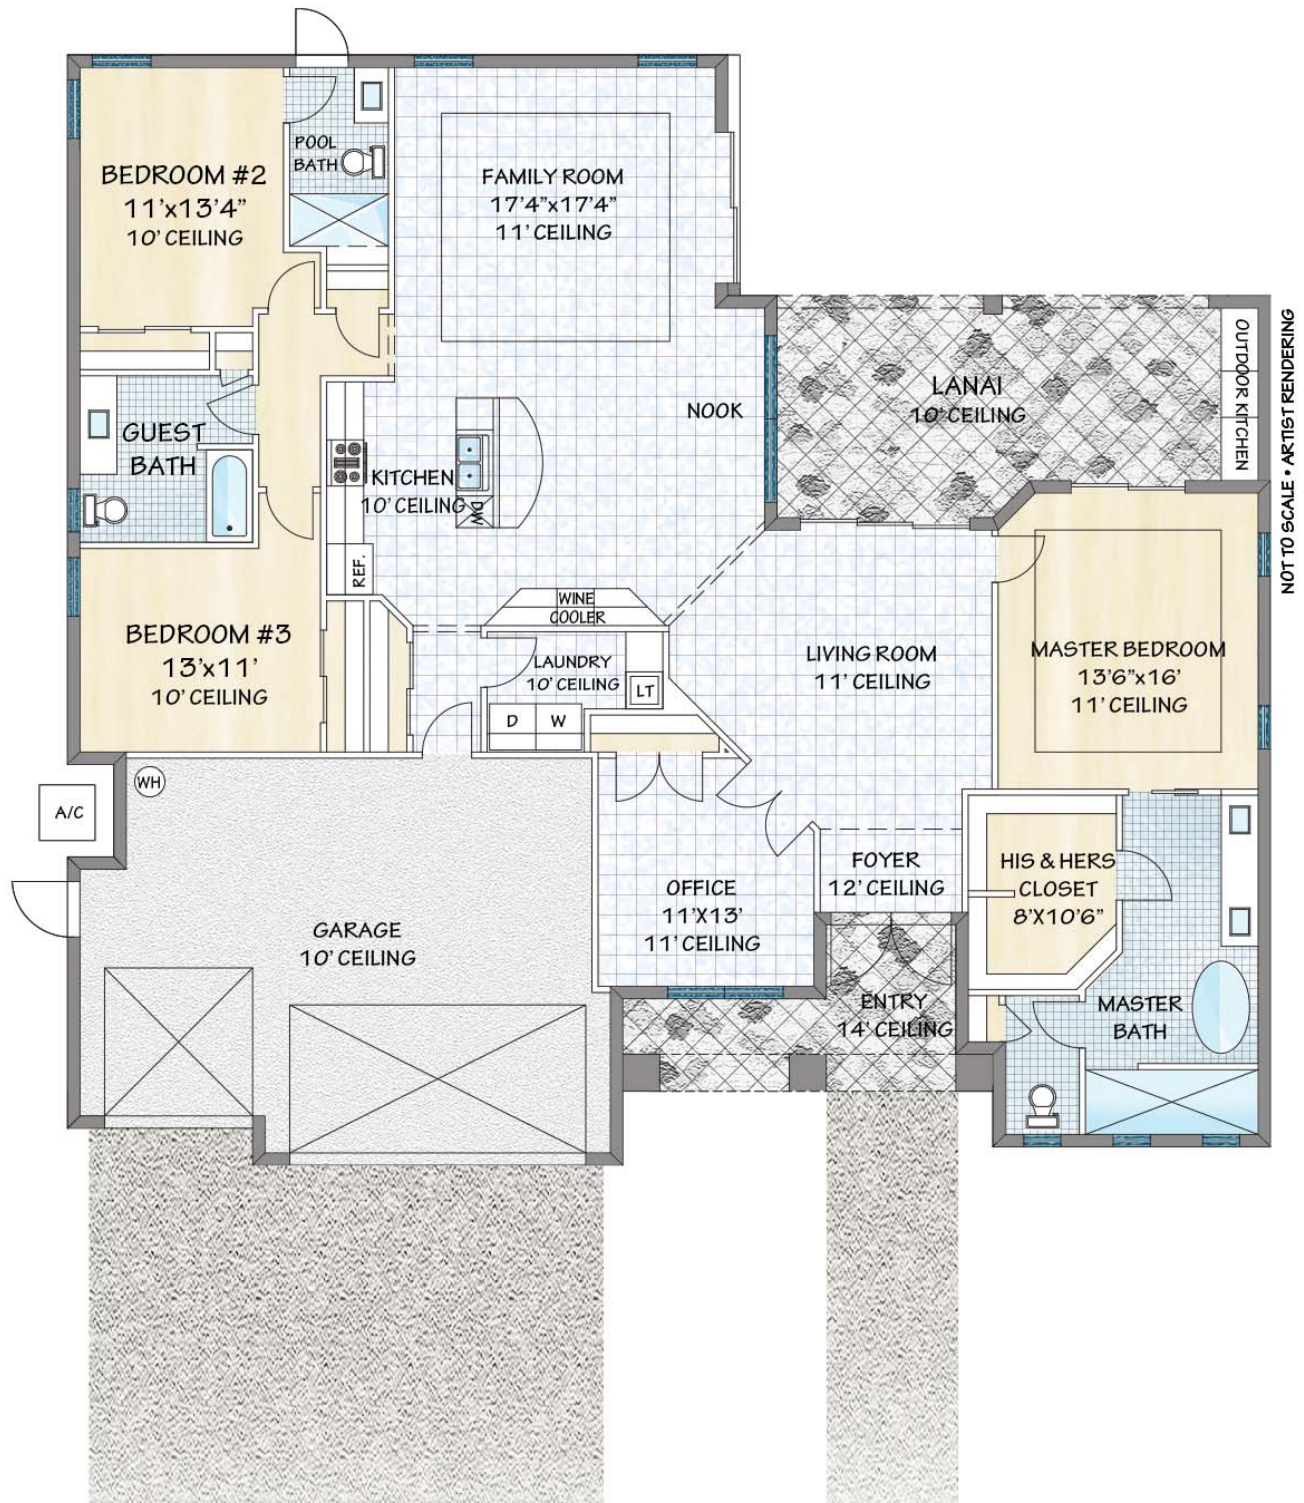 POOL
BATH
BEDROOM #2
11'x13'4"
10' CEILING
FAMILY ROOM
17'4"x17'4"
11' CEILING
NOOK
LANAI
10' CEILING
OUTDOOR KITCHEN
NOT TO SCALE • ARTIST RENDERING
GUEST
BATH
KITCHEN
10' CEILING
DW
REF.
WINE
COOLER
BEDROOM #3
13'x11'
10' CEILING
LAUNDRY
10' CEILING
LT
D
W
LIVING ROOM
11' CEILING
MASTER BEDROOM
13'6"x16'
11' CEILING
WH
A/C
FOYER
12' CEILING
HIS & HERS
CLOSET
8'X10'6"
OFFICE
11'X13'
11' CEILING
GARAGE
10' CEILING
ENTRY
14' CEILING
MASTER
BATH